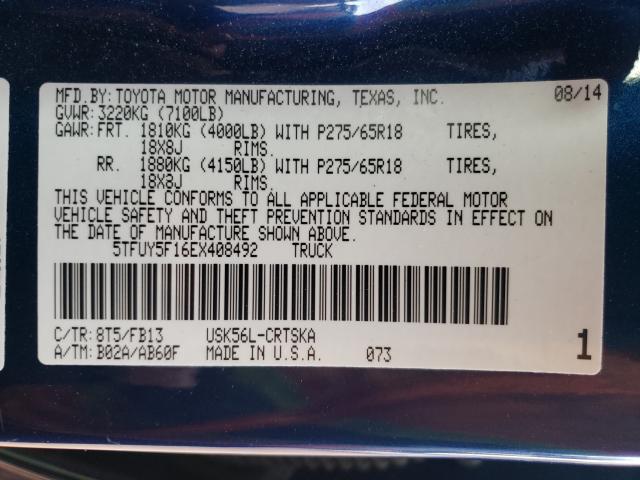 MFD.BY:TOYOTA MOTOR MANUFACTURING, TEXAS, INC. 08/14
GVWR:3220KG (7100LB)
GAWR:FRT. 1810KG (4000LB) WITH P275/65R18 TIRES,
18X8J RIMS.
RR. 1880KG (4150LB) WITH P275/65R18 TIRES,
18X8J RIMS.
THIS VEHICLE CONFORMS TO ALL APPLICABLE FEDERAL MOTOR
VEHICLE SAFETY AND THEFT PREVENTION STANDARDS IN EFFECT ON
THE DATE OF MANUFACTURE SHOWN ABOVE.
5TFUY5F16EX408492 TRUCK
C/TR:8T5/FB13 USK56L-CRTSKA
A/TM:B02A/AB60F MADE IN U.S.A. 073 1